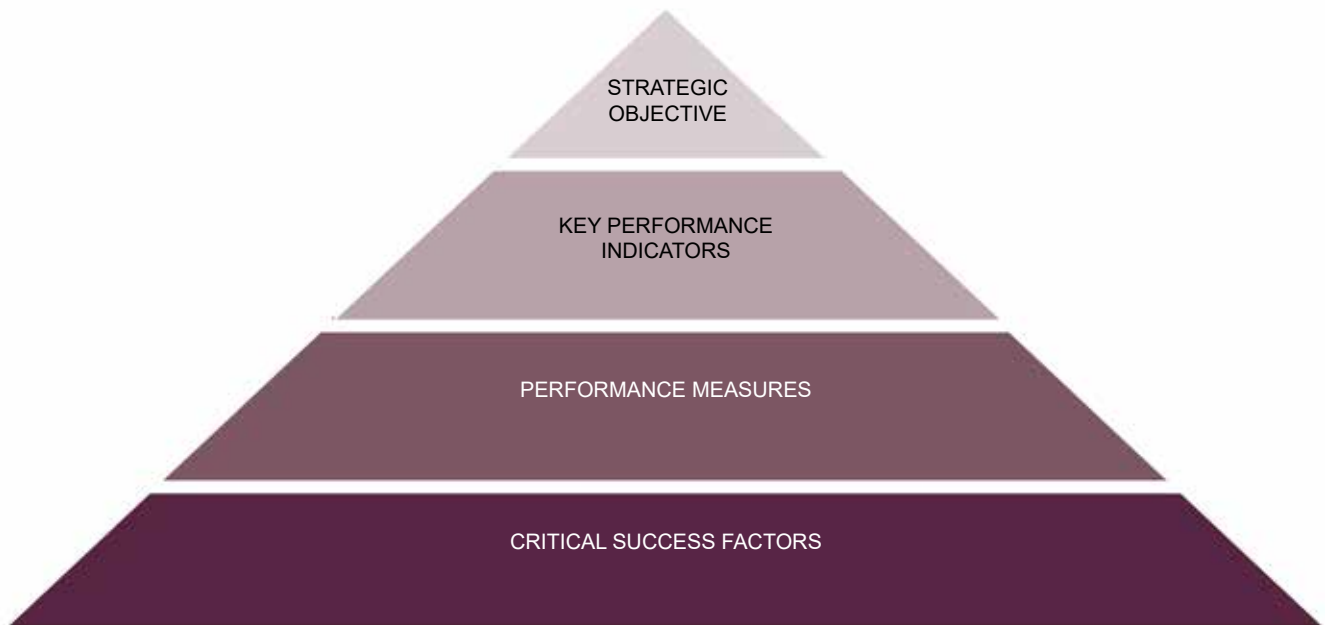 STRATEGIC
OBJECTIVE
KEY PERFORMANCE
INDICATORS
PERFORMANCE MEASURES
CRITICAL SUCCESS FACTORS